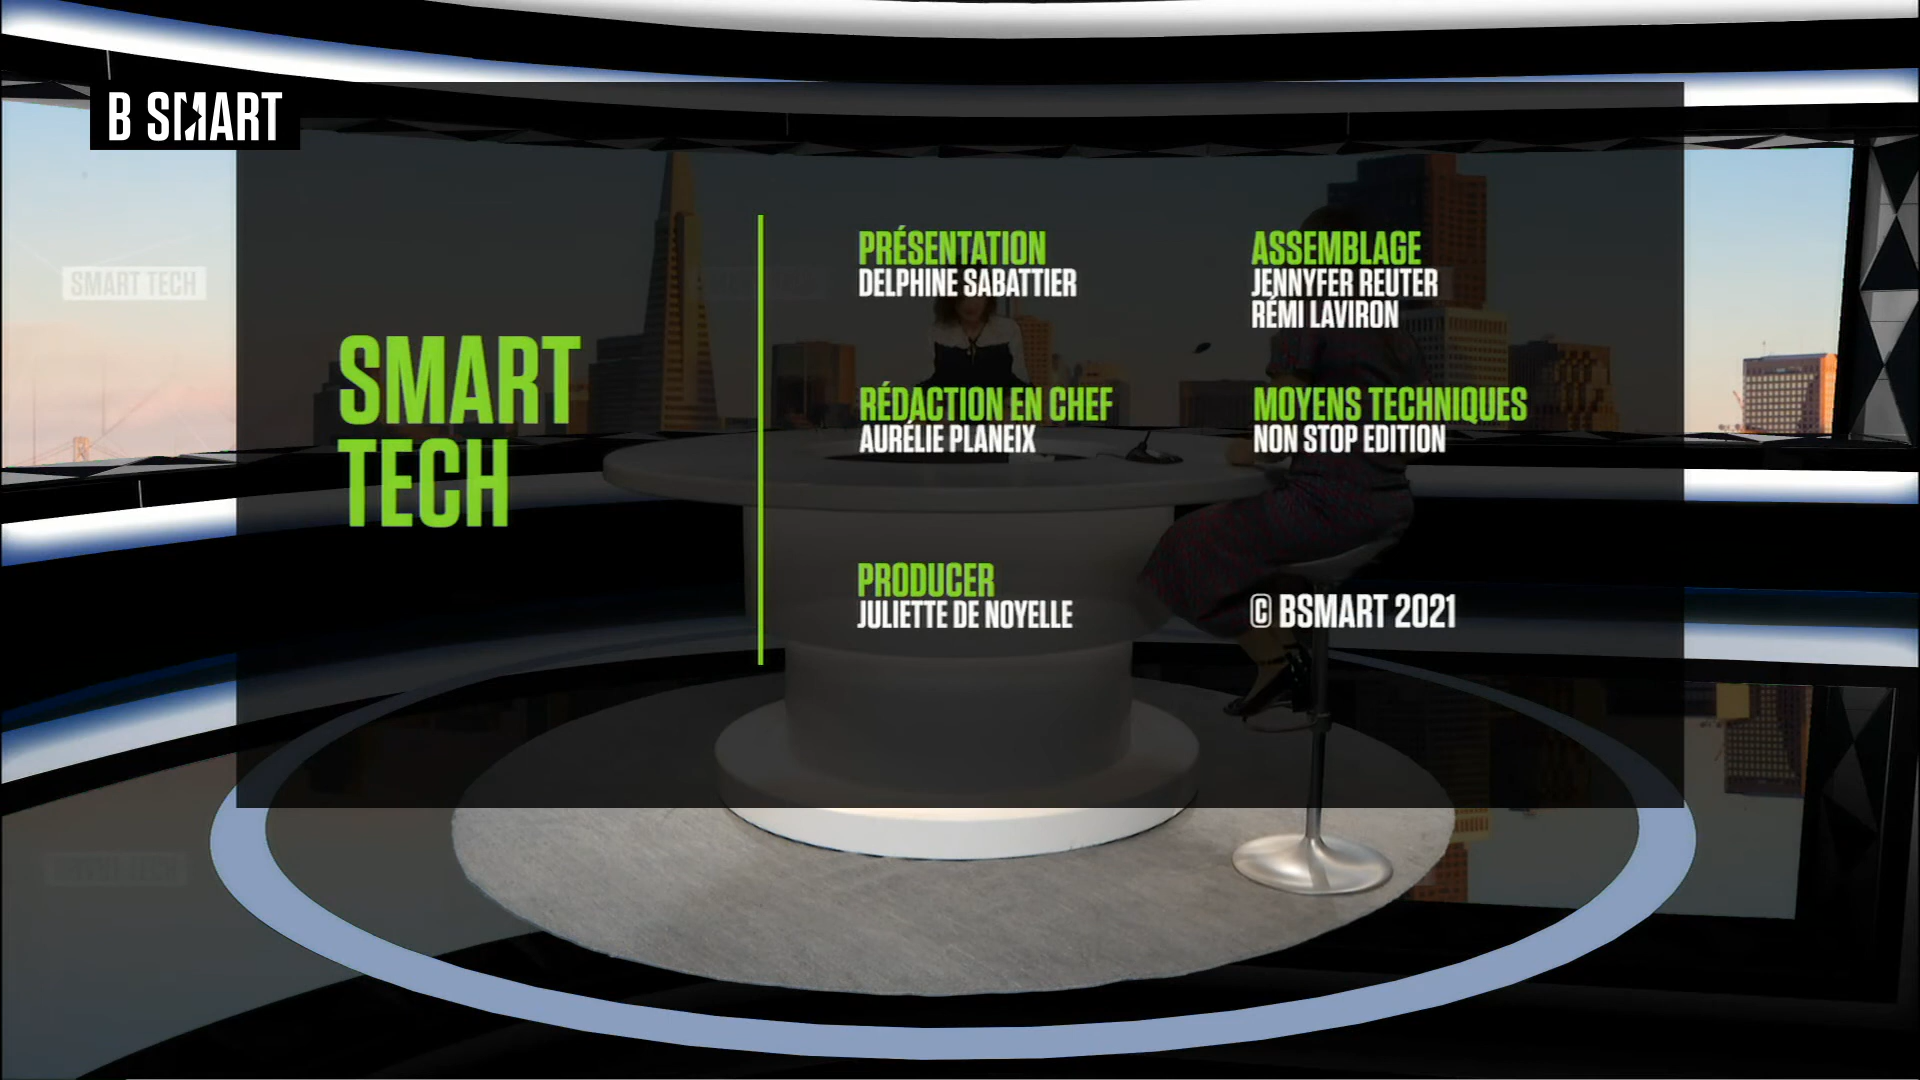 B SMART
SMART TECH
SMART
TECH
PRÉSENTATION
DELPHINE SABATTIER
RÉDACTION EN CHEF
AURÉLIE PLANEIX
PRODUCER
JULIETTE DE NOYELLE
ASSEMBLAGE
JENNYFER REUTER
RÉMI LAVIRON
MOYENS TECHNIQUES
NON STOP EDITION
© BSMART 2021